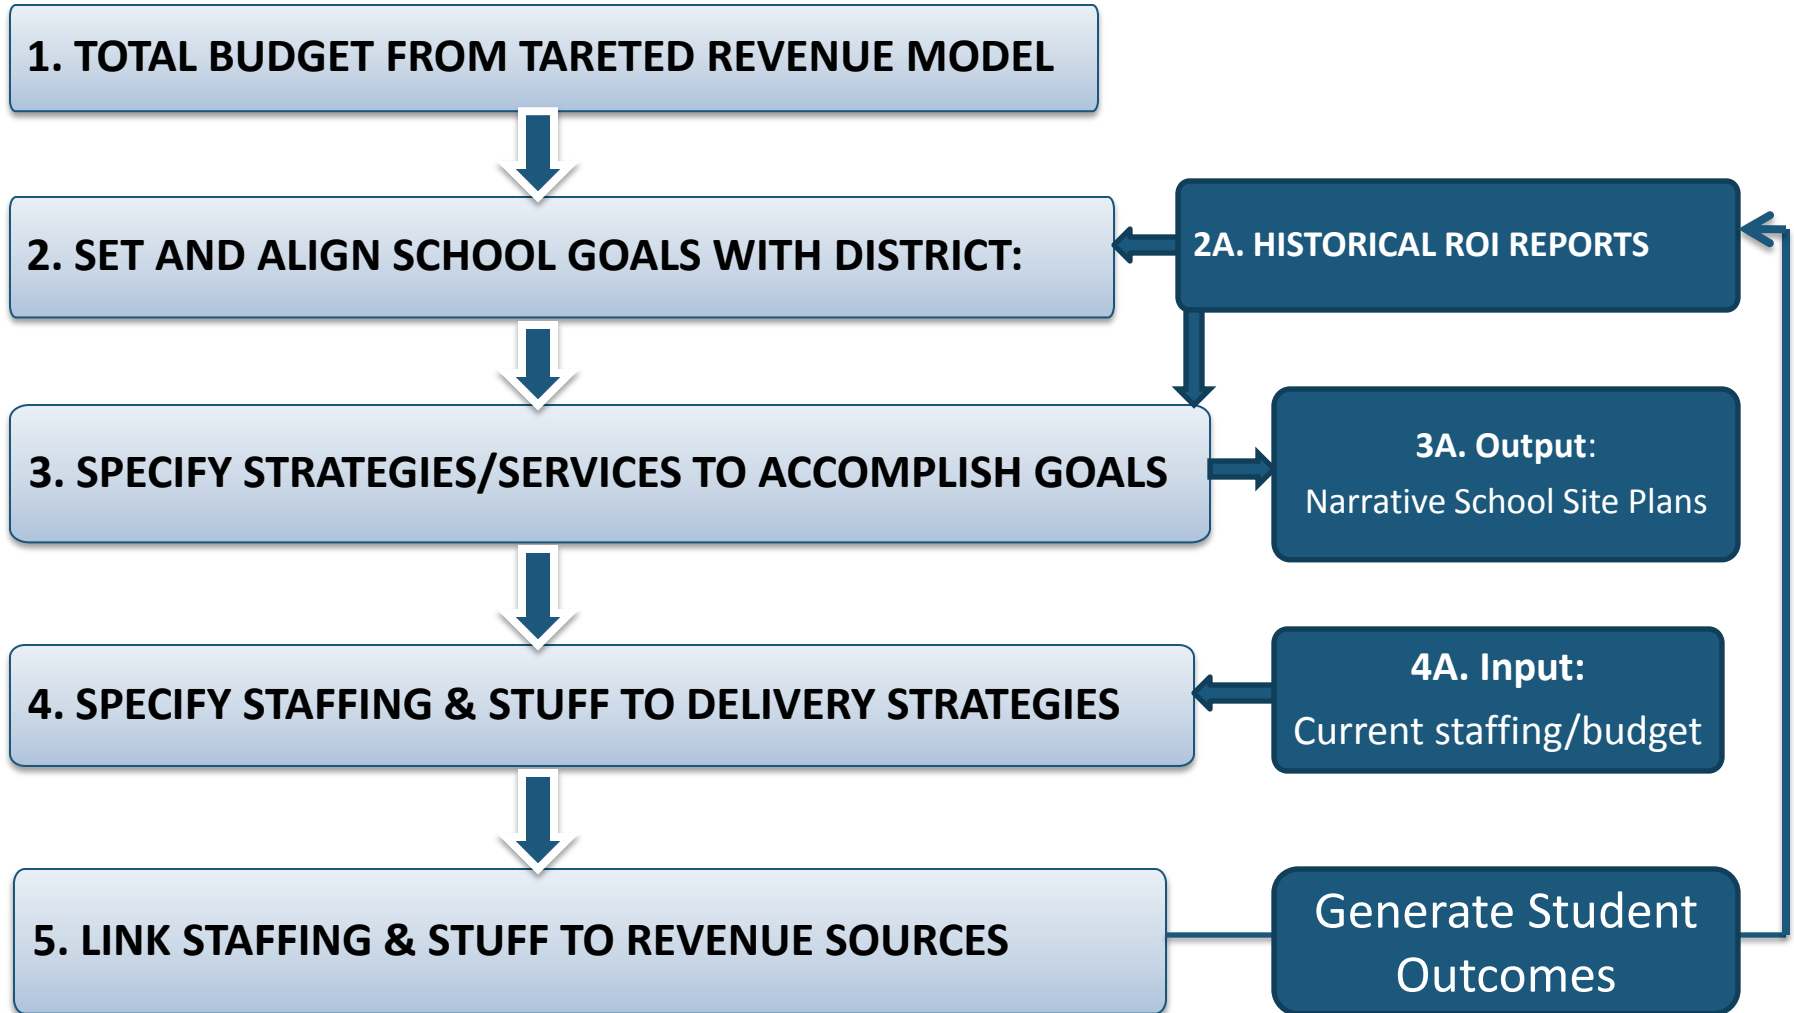 1. TOTAL BUDGET FROM TARETED REVENUE MODEL
2. SET AND ALIGN SCHOOL GOALS WITH DISTRICT:
2A. HISTORICAL ROI REPORTS
3. SPECIFY STRATEGIES/SERVICES TO ACCOMPLISH GOALS
3A. Output:
Narrative School Site Plans
4. SPECIFY STAFFING & STUFF TO DELIVERY STRATEGIES
4A. Input:
Current staffing/budget
5. LINK STAFFING & STUFF TO REVENUE SOURCES
Generate Student
Outcomes